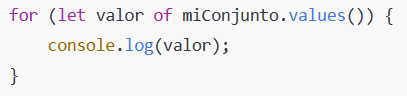 for (let valor of miConjunto.values()) {
    console.log(valor);
}